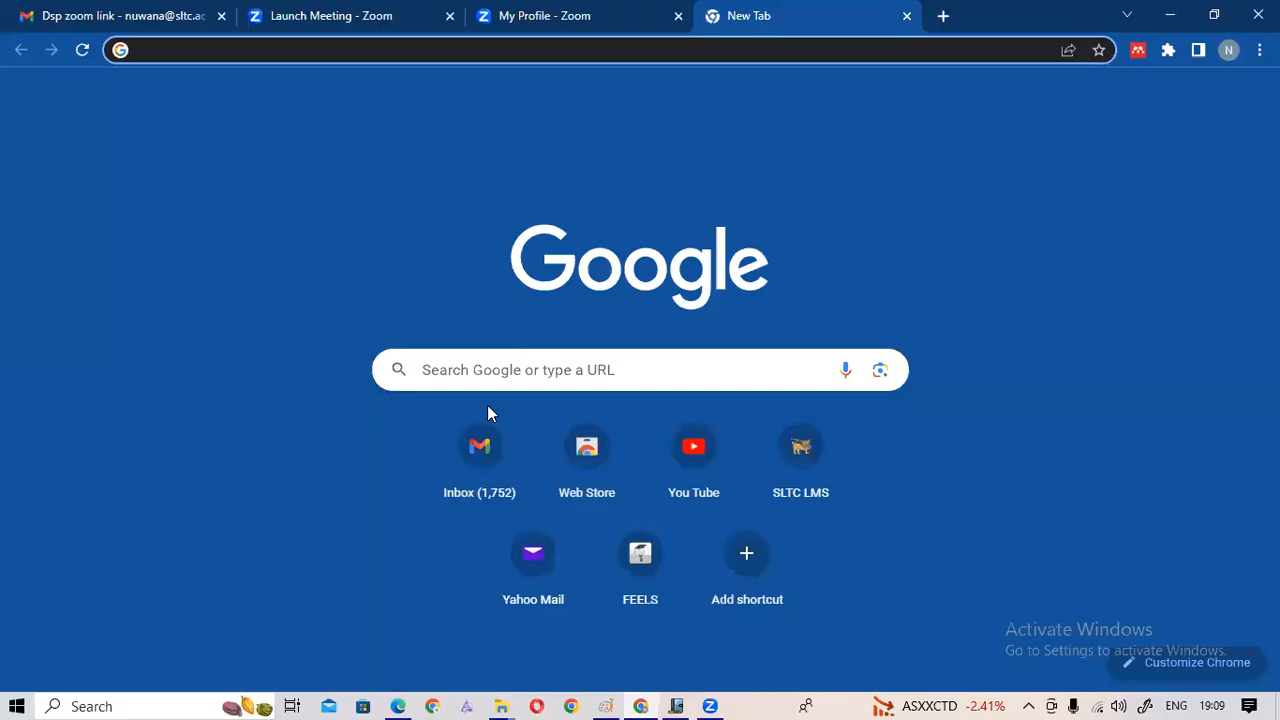 Dsp zoom link - nuwana@sltc.ac
Launch Meeting - Zoom
My Profile - Zoom
New Tab
N
Google
Search Google or type a URL
Inbox (1,752)
Web Store
You Tube
SLTC LMS
Yahoo Mail
FEELS
Add shortcut
Activate Windows
Go to Settings to activate Windows.
Customize Chrome
Search
ASXXCTD -2.41%
ENG
19:09